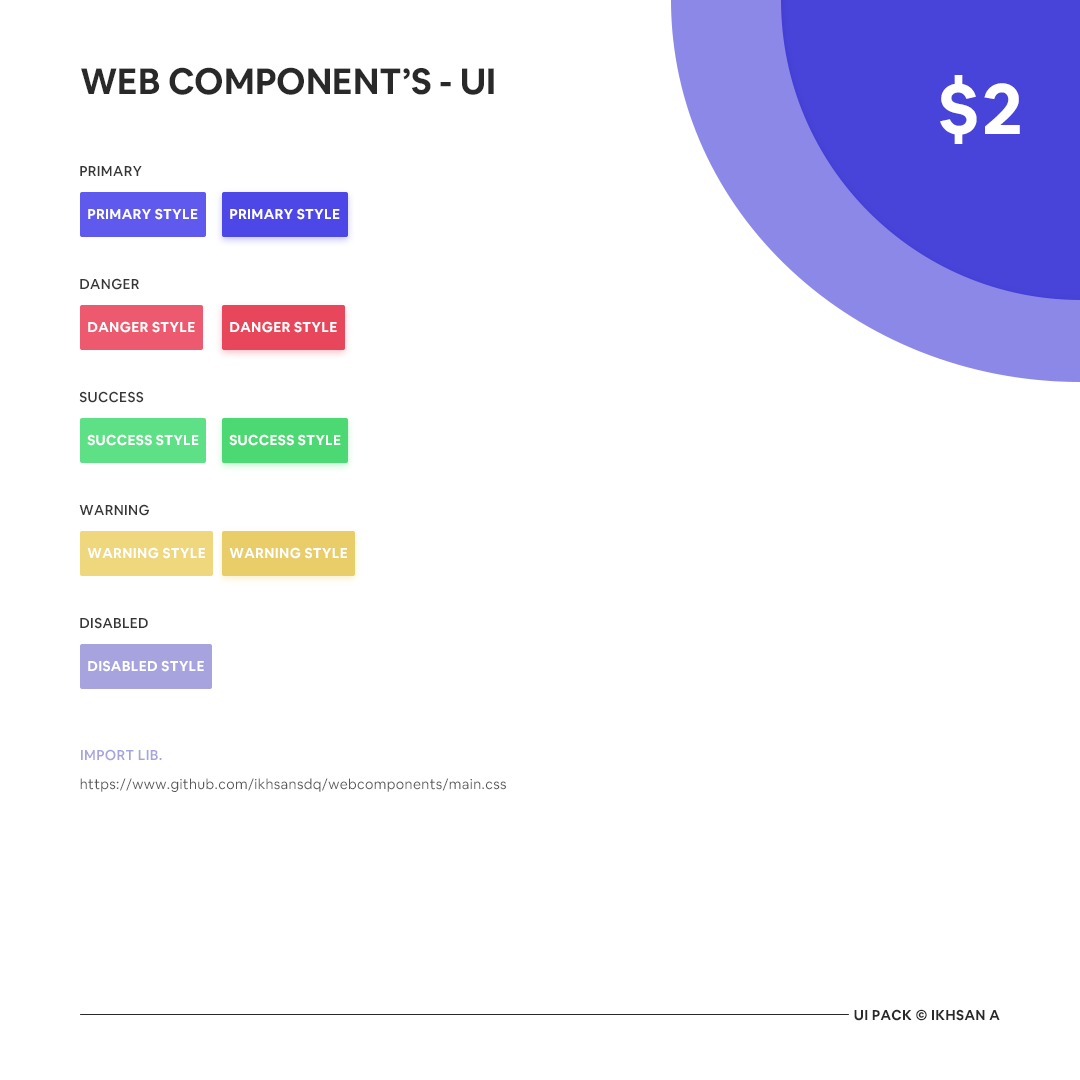 WEB COMPONENT’S - UI
$2
PRIMARY
PRIMARY STYLE PRIMARY STYLE
DANGER
DANGER STYLE DANGER STYLE
SUCCESS
SUCCESS STYLE SUCCESS STYLE
WARNING
WARNING STYLE WARNING STYLE
DISABLED
DISABLED STYLE
IMPORT LIB.
https://www.github.com/ikhsansdq/webcomponents/main.css
UI PACK © IKHSAN A